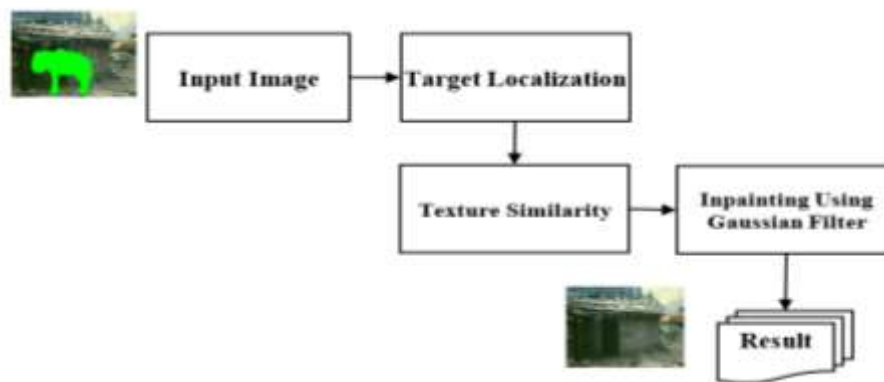 Input Image
Target Localization
Texture Similarity
Inpainting Using
Gaussian Filter
Result